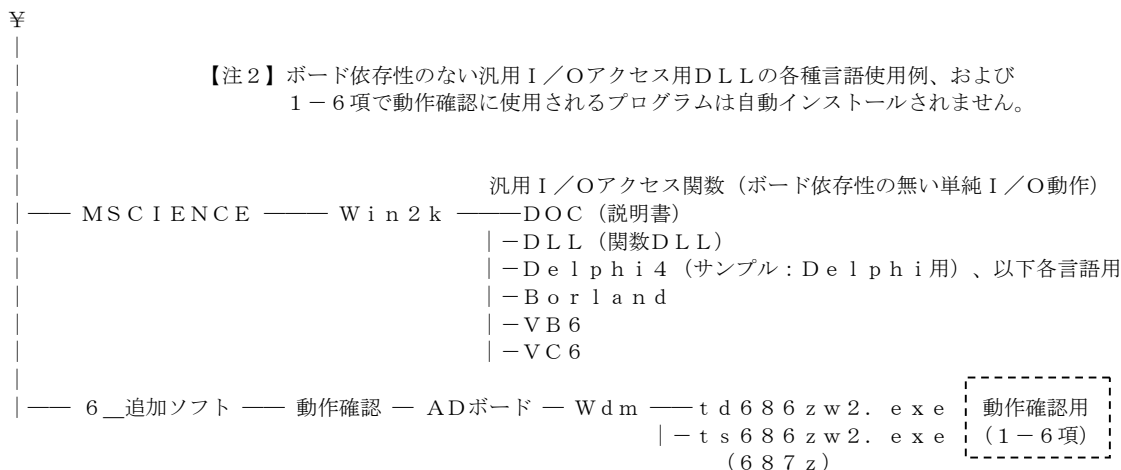 ¥
【注２】ボード依存性のない汎用Ｉ／ＯアクセスＤＬＬの各種言語使用例、および
１－６項で動作確認に使用されるプログラムは自動インストールされません。
汎用Ｉ／Ｏアクセス関数（ボード依存性の無い単純Ｉ／Ｏ動作）
|―― ＭＳＣＩＥＮＣＥ ――― Ｗｉｎ２ｋ ―――ＤＯＣ（説明書）
|－ＤＬＬ（関数ＤＬＬ）
|－Ｄｅｌｐｈｉ４（サンプル：Ｄｅｌｐｈｉ用）、以下各言語用
|－Ｂｏｒｌａｎｄ
|－ＶＢ６
|－ＶＣ６
|―― ６＿追加ソフト ―― 動作確認 ― ＡＤボード ― Ｗｄｍ ――ｔｄ６８６ｚｗ２．ｅｘｅ 動作確認用
|－ｔｓ６８６ｚｗ２．ｅｘｅ （１－６項）
（６８７ｚ）